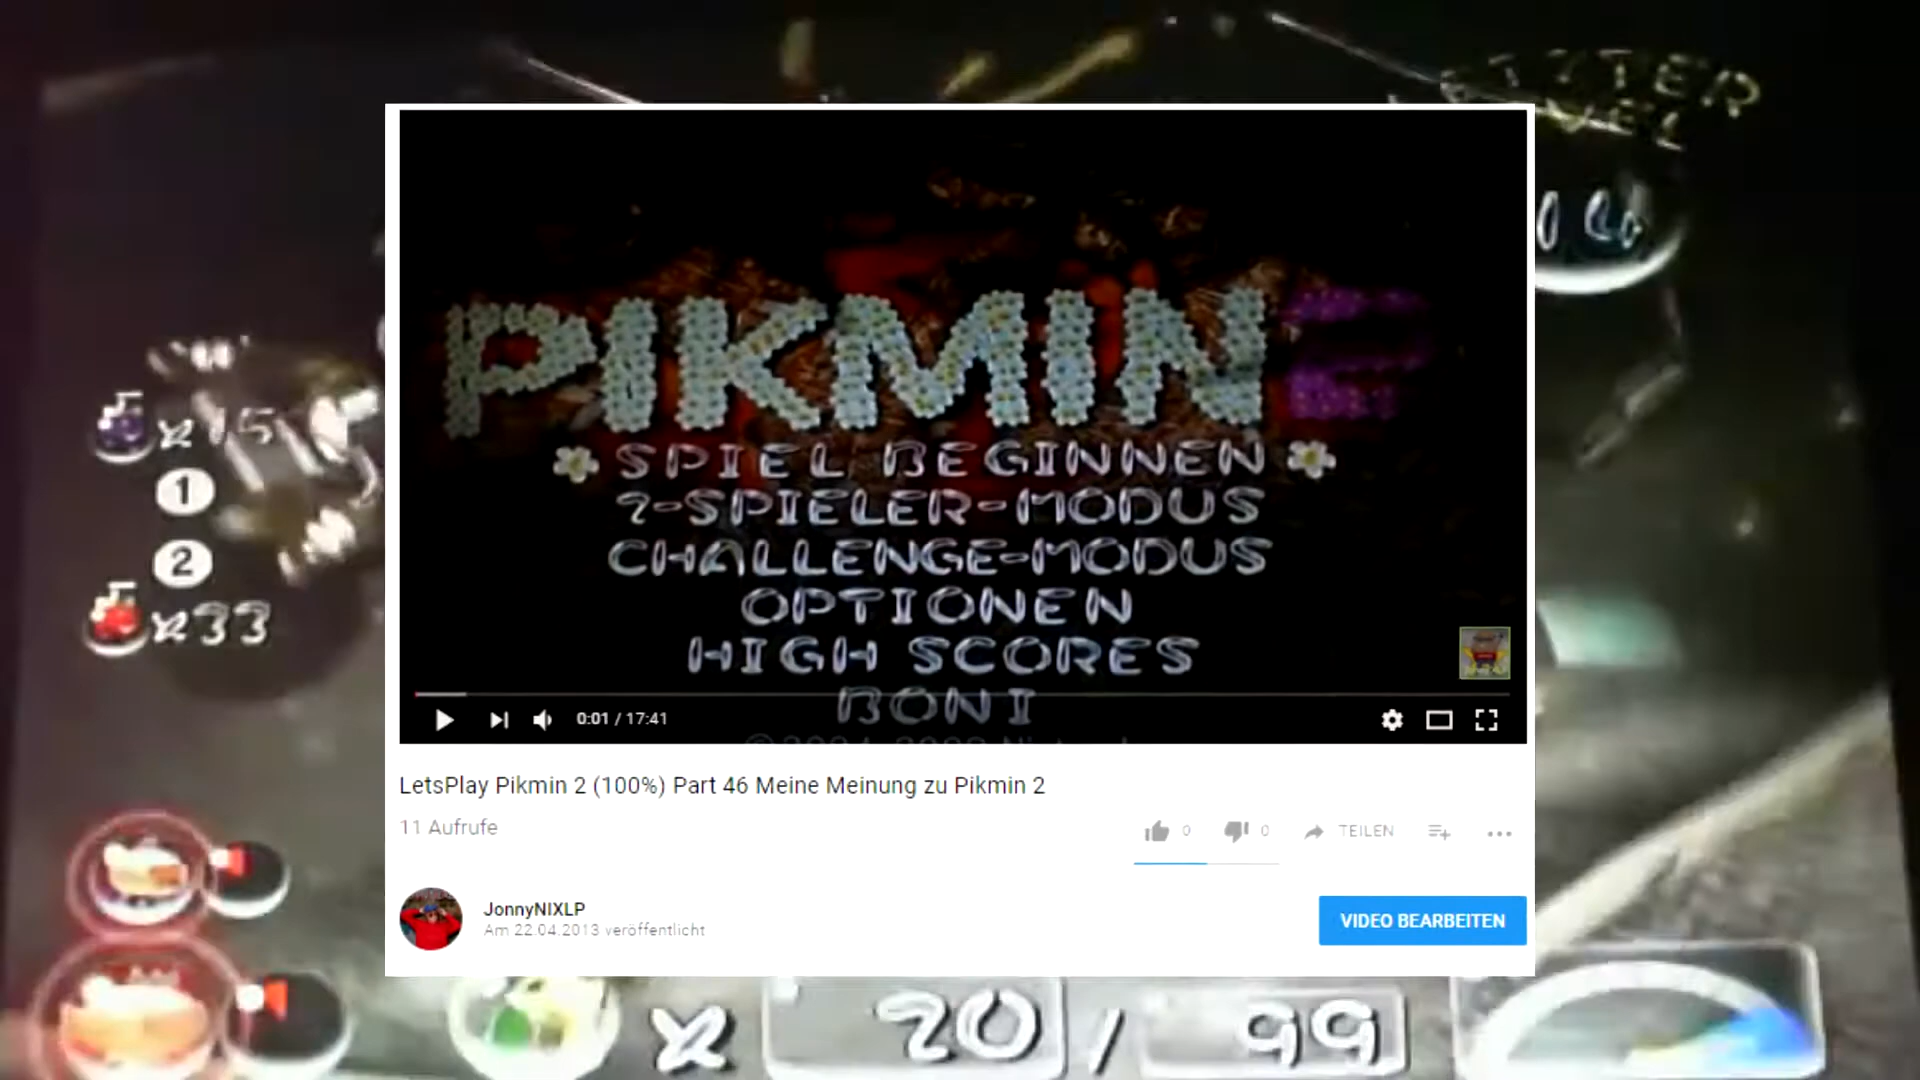 x15
1
2
x33
PIKMIN 2
SPIEL BEGINNEN
2-SPIELER-MODUS
CHALLENGE-MODUS
OPTIONEN
HIGH SCORES
BONI
0:01 / 17:41
LetsPlay Pikmin 2 (100%) Part 46 Meine Meinung zu Pikmin 2
11 Aufrufe
0
0
TEILEN
JonnyNIXLP
Am 22.04.2013 veröffentlicht
VIDEO BEARBEITEN
x 20 / 99